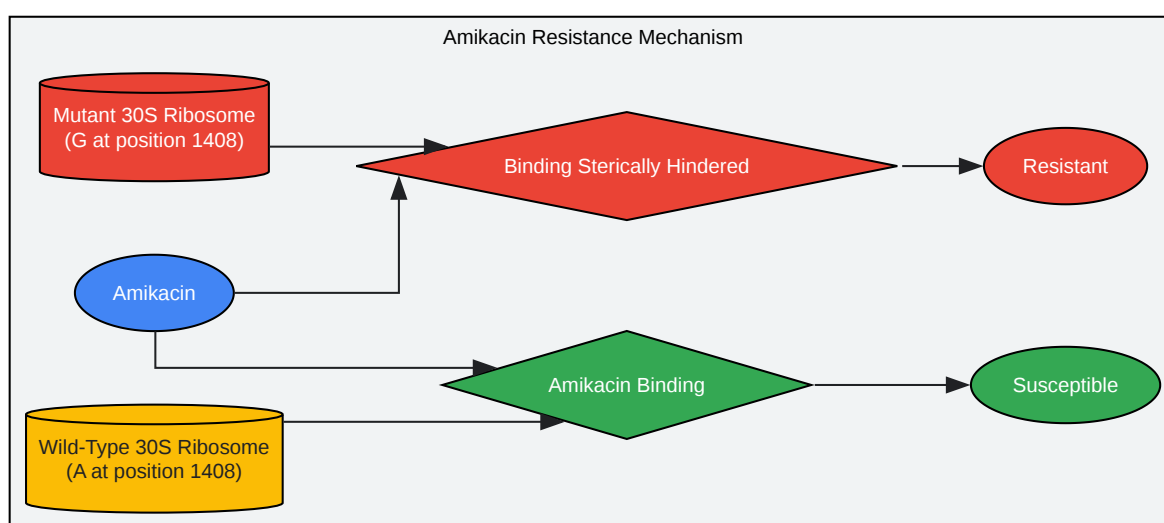 Amikacin Resistance Mechanism
Mutant 30S Ribosome
(G at position 1408)
Binding Sterically Hindered
Resistant
Amikacin
Amikacin Binding
Susceptible
Wild-Type 30S Ribosome
(A at position 1408)